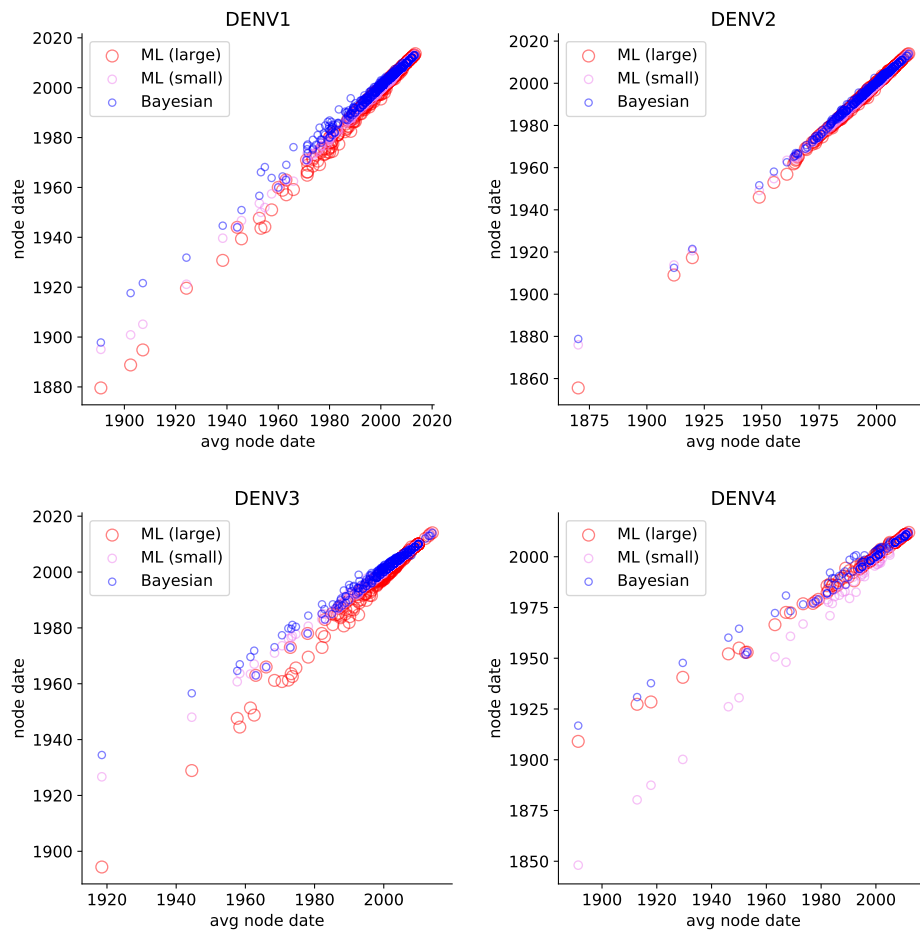 DENV1
2020
2000
1980
1960
1940
1920
1900
1880
node date
ML (large)
ML (small)
Bayesian
1900 1920 1940 1960 1980 2000 2020
avg node date
DENV2
2020
2000
1980
1960
1940
1920
1900
1880
1860
node date
ML (large)
ML (small)
Bayesian
1875 1900 1925 1950 1975 2000
avg node date
DENV3
2020
2000
1980
1960
1940
1920
1900
node date
ML (large)
ML (small)
Bayesian
1920 1940 1960 1980 2000
avg node date
DENV4
2000
1975
1950
1925
1900
1875
1850
node date
ML (large)
ML (small)
Bayesian
1900 1920 1940 1960 1980 2000
avg node date